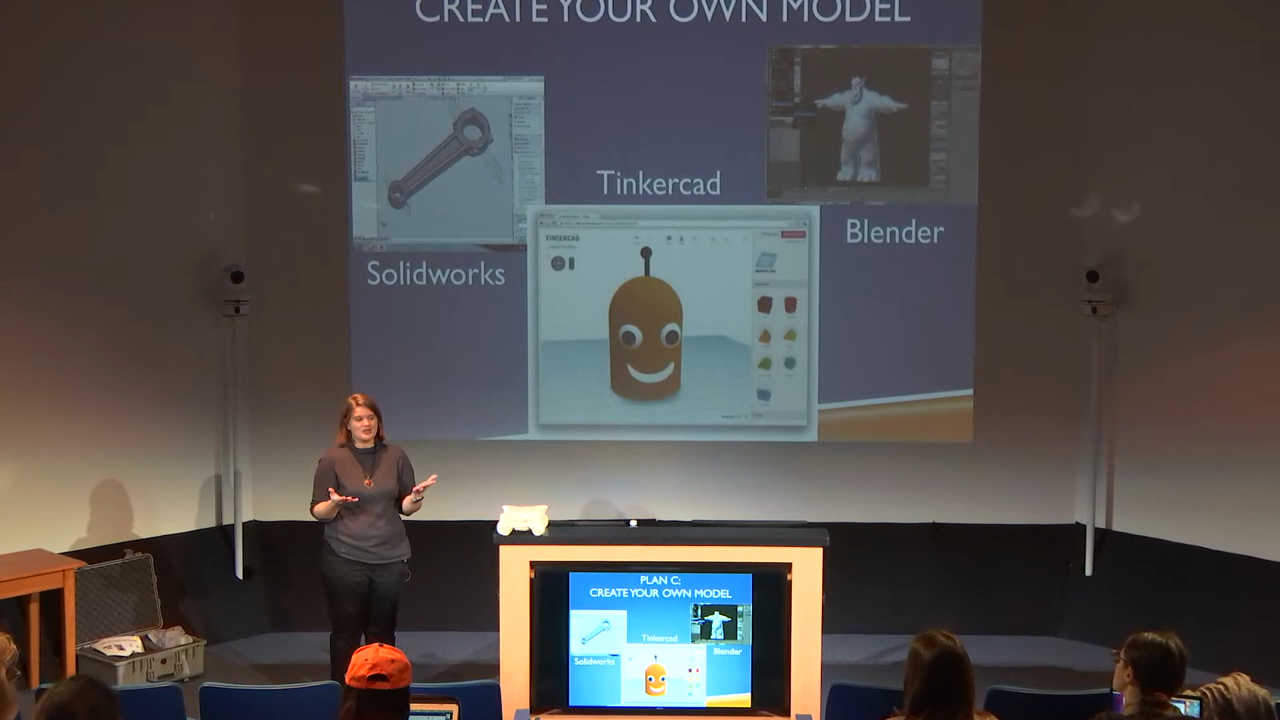 CREATE YOUR OWN MODEL
Tinkercad
Blender
Solidworks
TINKERCAD
PLAN C:
CREATE YOUR OWN MODEL
Tinkercad
Solidworks
Blender